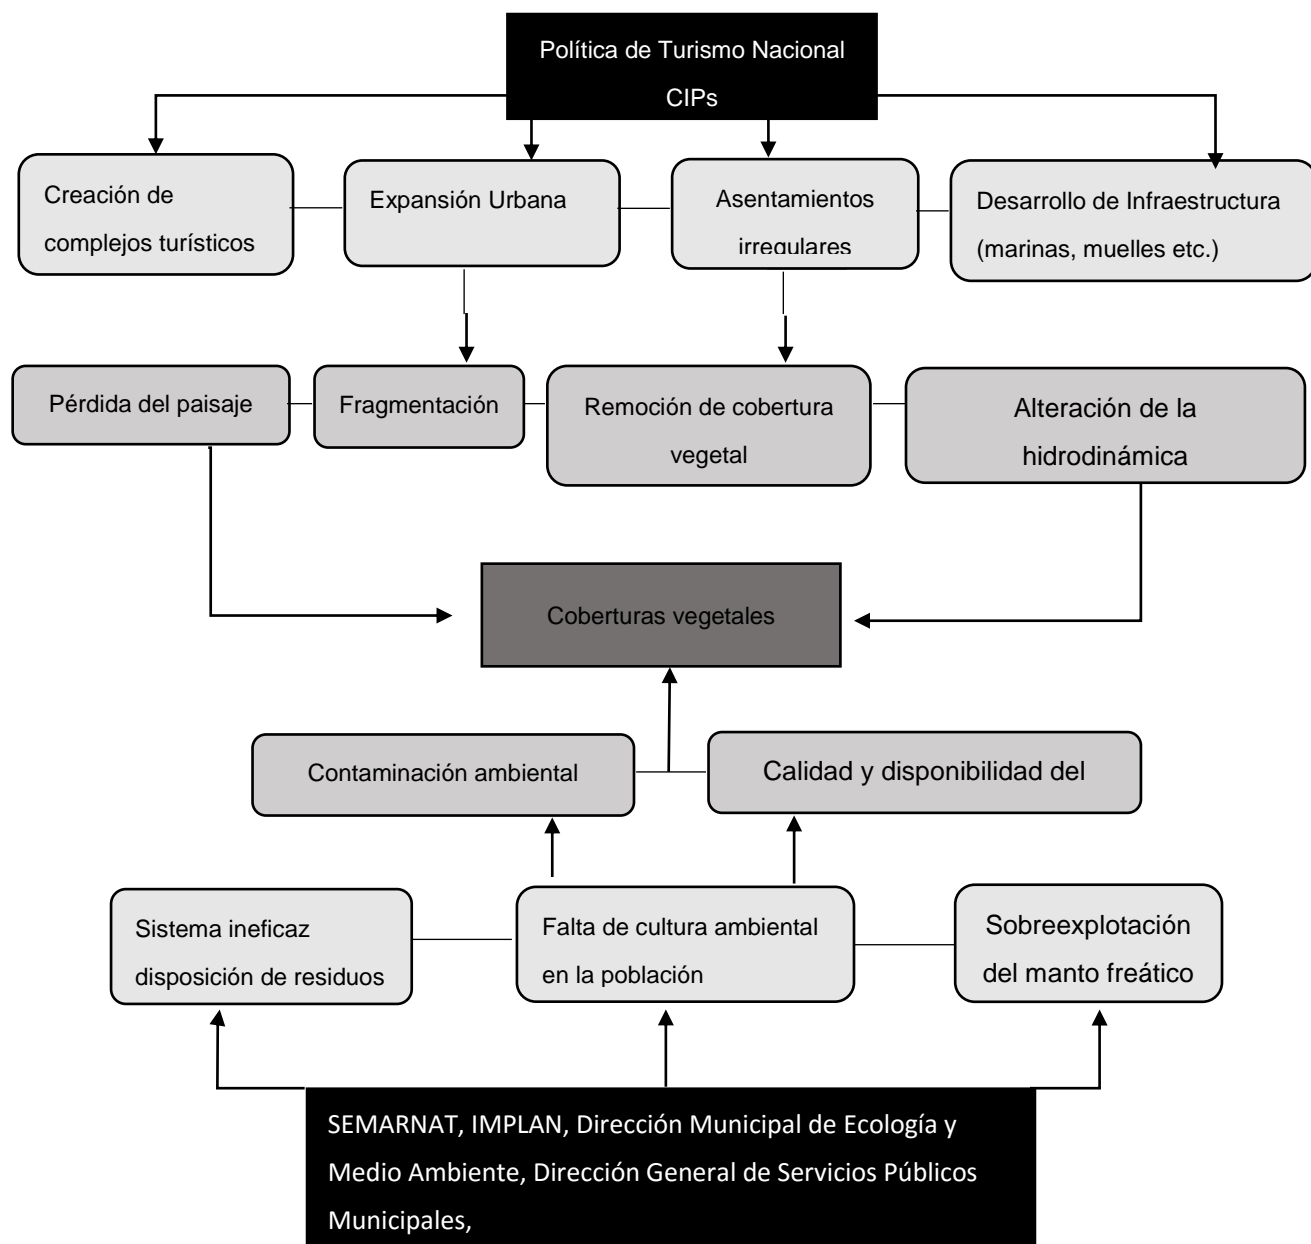 Política de Turismo Nacional
CIPs
Creación de
complejos turísticos
Expansión Urbana
Asentamientos
irregulares
Desarrollo de Infraestructura
(marinas, muelles etc.)
Pérdida del paisaje
Fragmentación
Remoción de cobertura
vegetal
Alteración de la
hidrodinámica
Coberturas vegetales
Contaminación ambiental
Calidad y disponibilidad del
Sistema ineficaz
disposición de residuos
Falta de cultura ambiental
en la población
Sobreexplotación
del manto freático
SEMARNAT, IMPLAN, Dirección Municipal de Ecología y
Medio Ambiente, Dirección General de Servicios Públicos
Municipales,